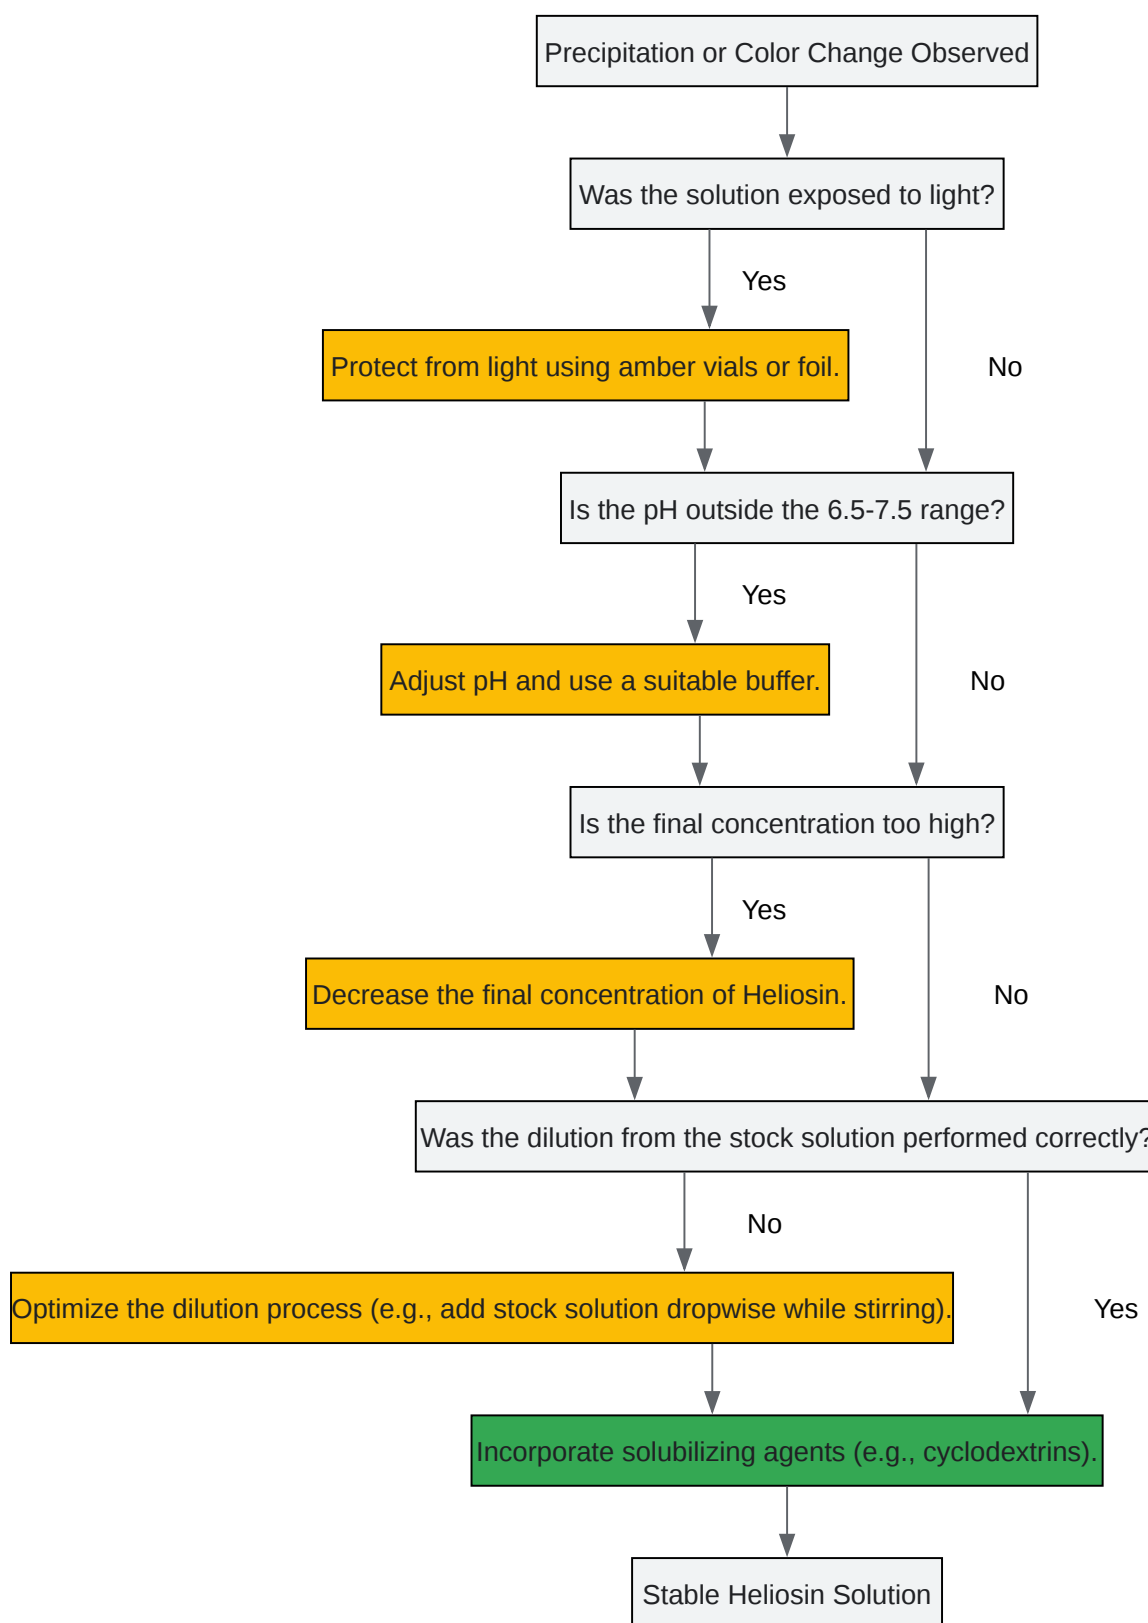 Precipitation or Color Change Observed
Was the solution exposed to light?
Yes
Protect from light using amber vials or foil.
No
Is the pH outside the 6.5-7.5 range?
Yes
Adjust pH and use a suitable buffer.
No
Is the final concentration too high?
Yes
Decrease the final concentration of Heliosin.
No
Was the dilution from the stock solution performed correctly?
No
Optimize the dilution process (e.g., add stock solution dropwise while stirring).
Yes
Incorporate solubilizing agents (e.g., cyclodextrins).
Stable Heliosin Solution